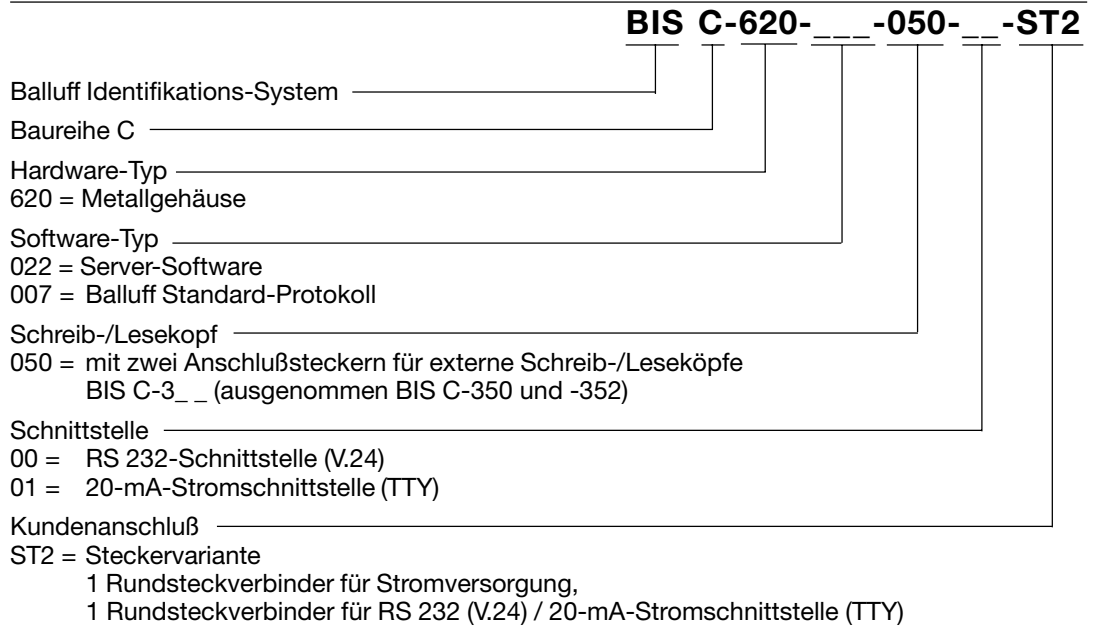 BIS C-620-___-050-__-ST2
Balluff Identifikations-System
Baureihe C
Hardware-Typ
620 = Metallgehäuse
Software-Typ
022 = Server-Software
007 = Balluff Standard-Protokoll
Schreib-/Lesekopf
050 = mit zwei Anschlußsteckern für externe Schreib-/Leseköpfe
BIS C-3_ _ (ausgenommen BIS C-350 und -352)
Schnittstelle
00 = RS 232-Schnittstelle (V.24)
01 = 20-mA-Stromschnittstelle (TTY)
Kundenanschluß
ST2 = Steckervariante
1 Rundsteckverbinder für Stromversorgung,
1 Rundsteckverbinder für RS 232 (V.24) / 20-mA-Stromschnittstelle (TTY)